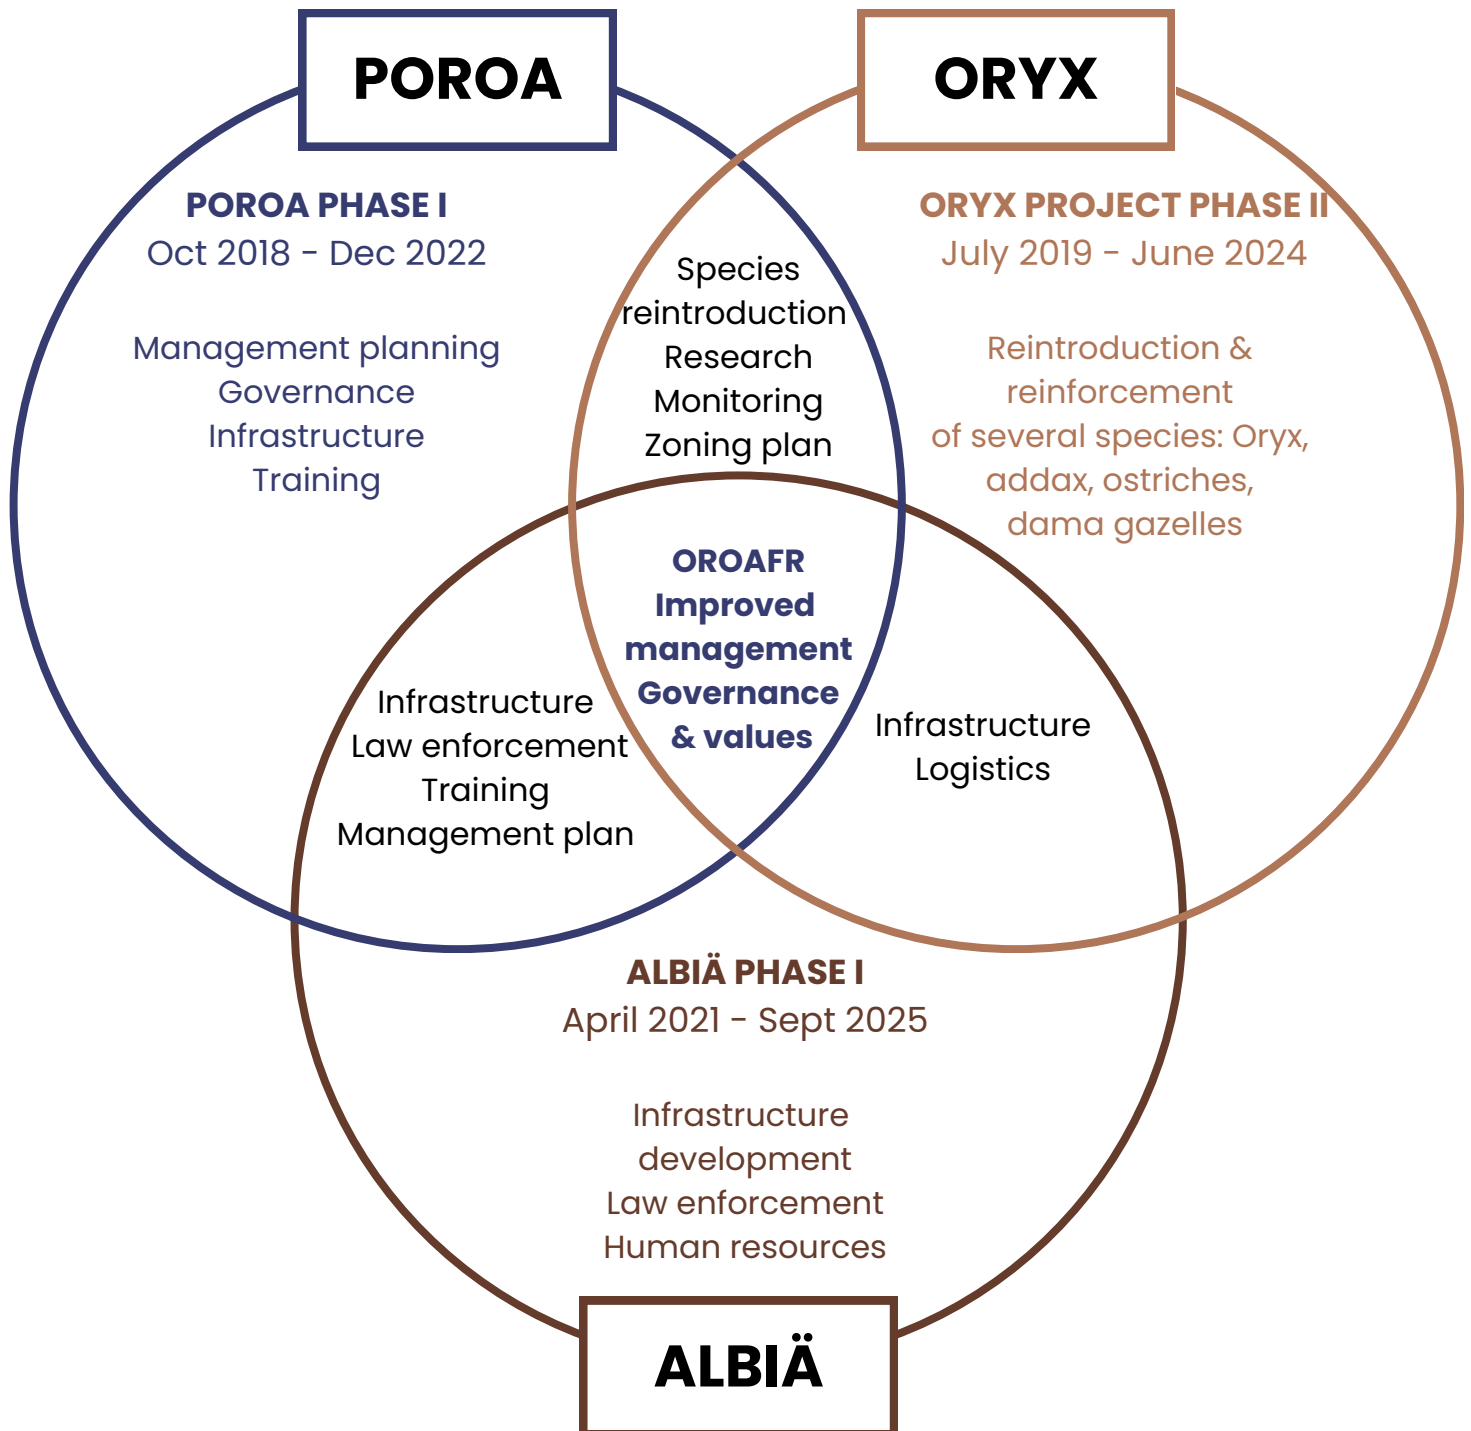 POROA
ORYX
POROA PHASE I
Oct 2018 - Dec 2022
Management planning
Governance
Infrastructure
Training
ORYX PROJECT PHASE II
July 2019 - June 2024
Reintroduction &
reinforcement
of several species: Oryx,
addax, ostriches,
dama gazelles
Species
reintroduction
Research
Monitoring
Zoning plan
OROAFR
Improved
management
Governance
& values
Infrastructure
Law enforcement
Training
Management plan
Infrastructure
Logistics
ALBIÄ PHASE I
April 2021 - Sept 2025
Infrastructure
development
Law enforcement
Human resources
ALBIÄ